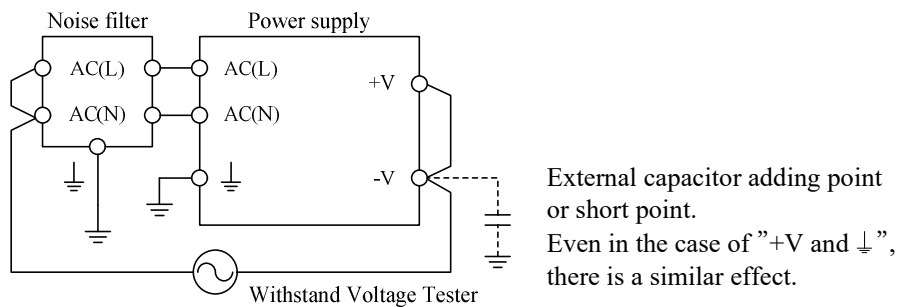 Noise filter
Power supply
AC(L)
AC(L)
+V
AC(N)
AC(N)
-V
External capacitor adding point
or short point.
Even in the case of ”+V and ⏚”,
there is a similar effect.
Withstand Voltage Tester